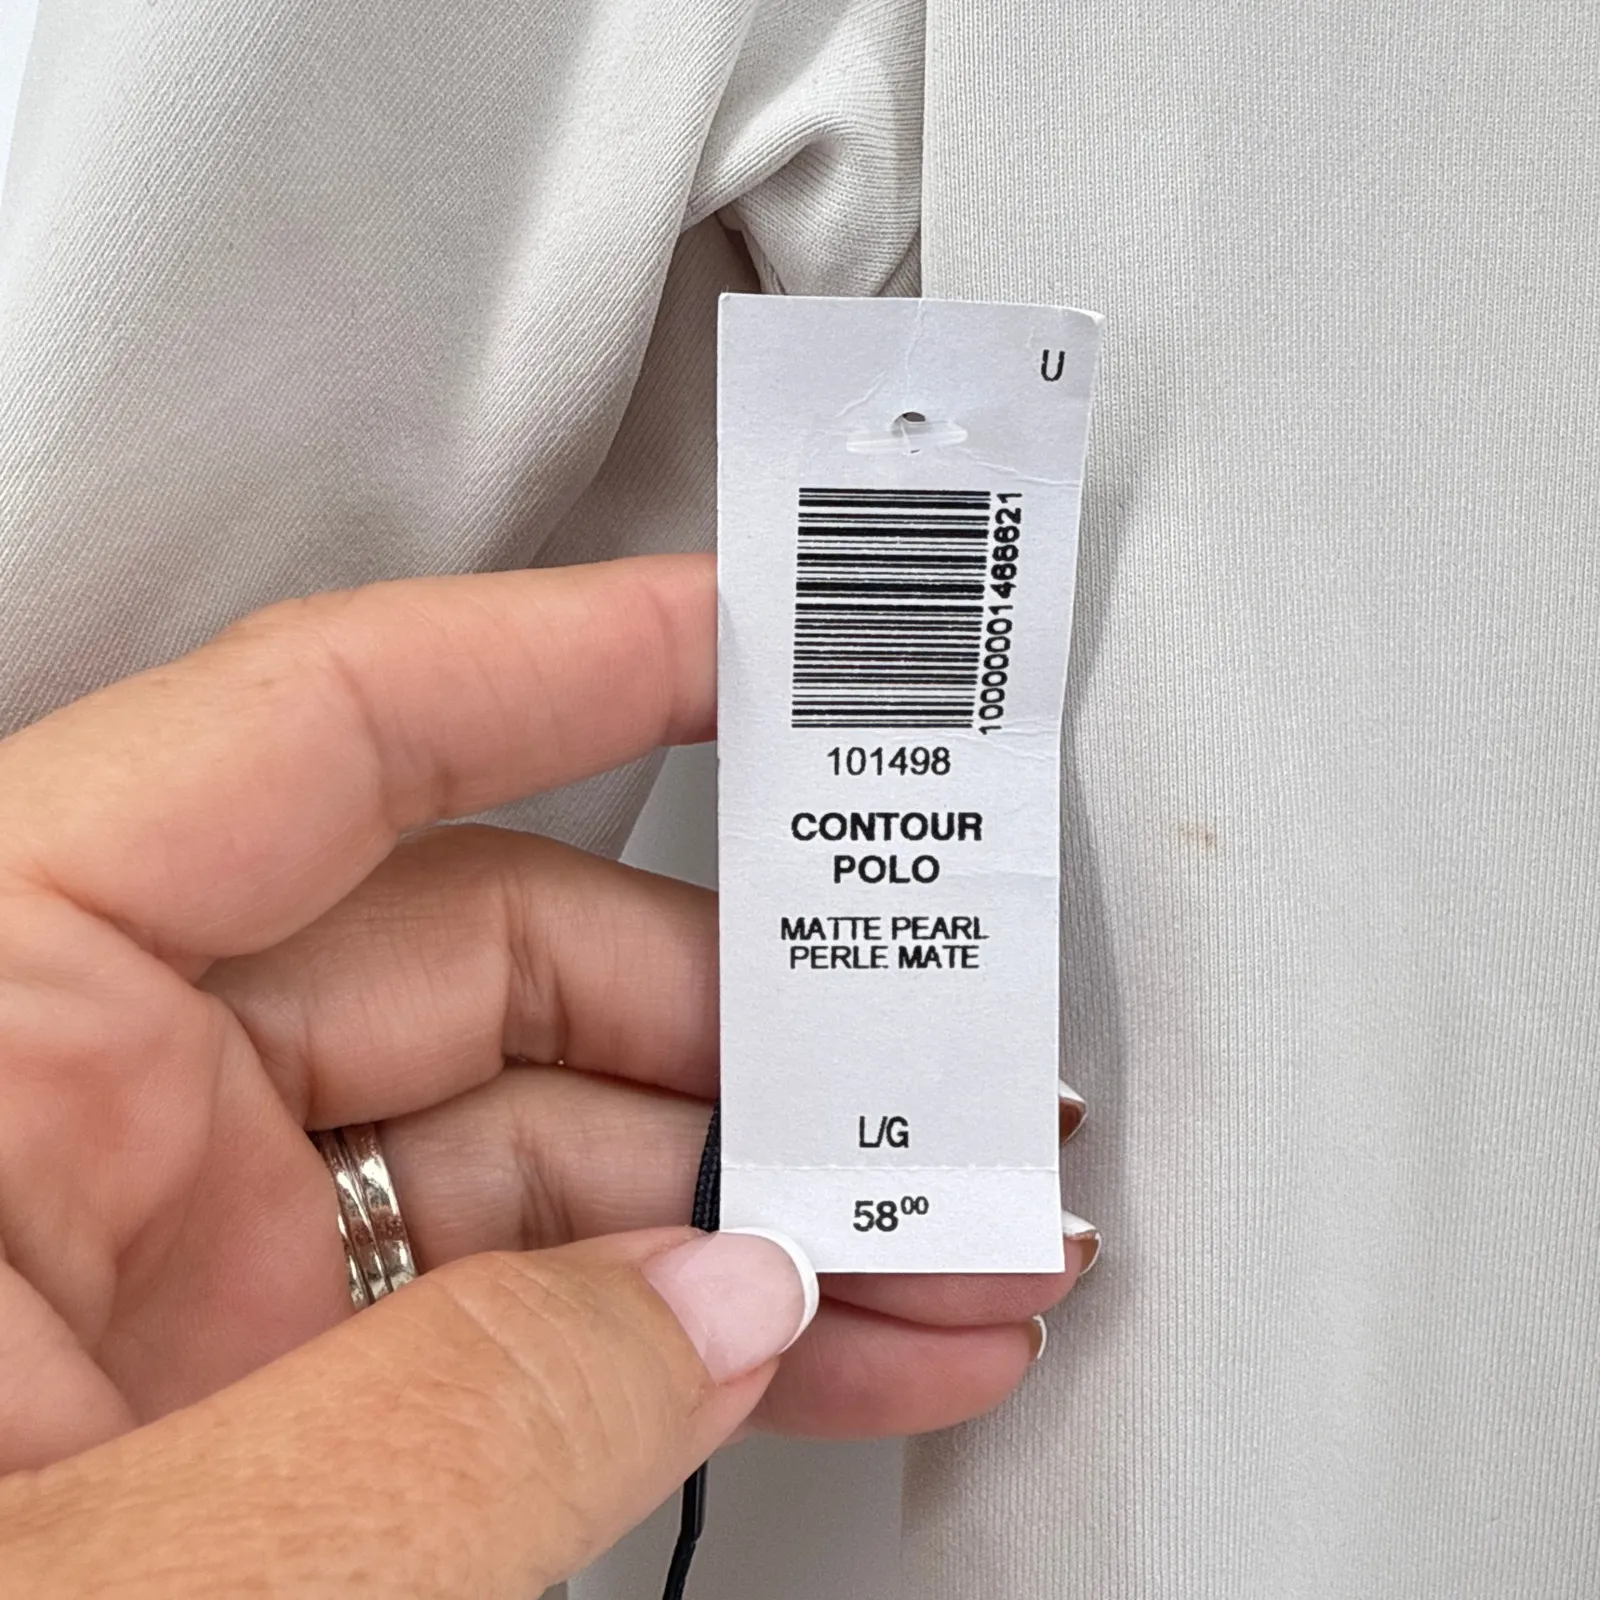 U
1000001466621
101498
CONTOUR
POLO
MATTE PEARL
PERLE MATE
L/G
58⁰⁰